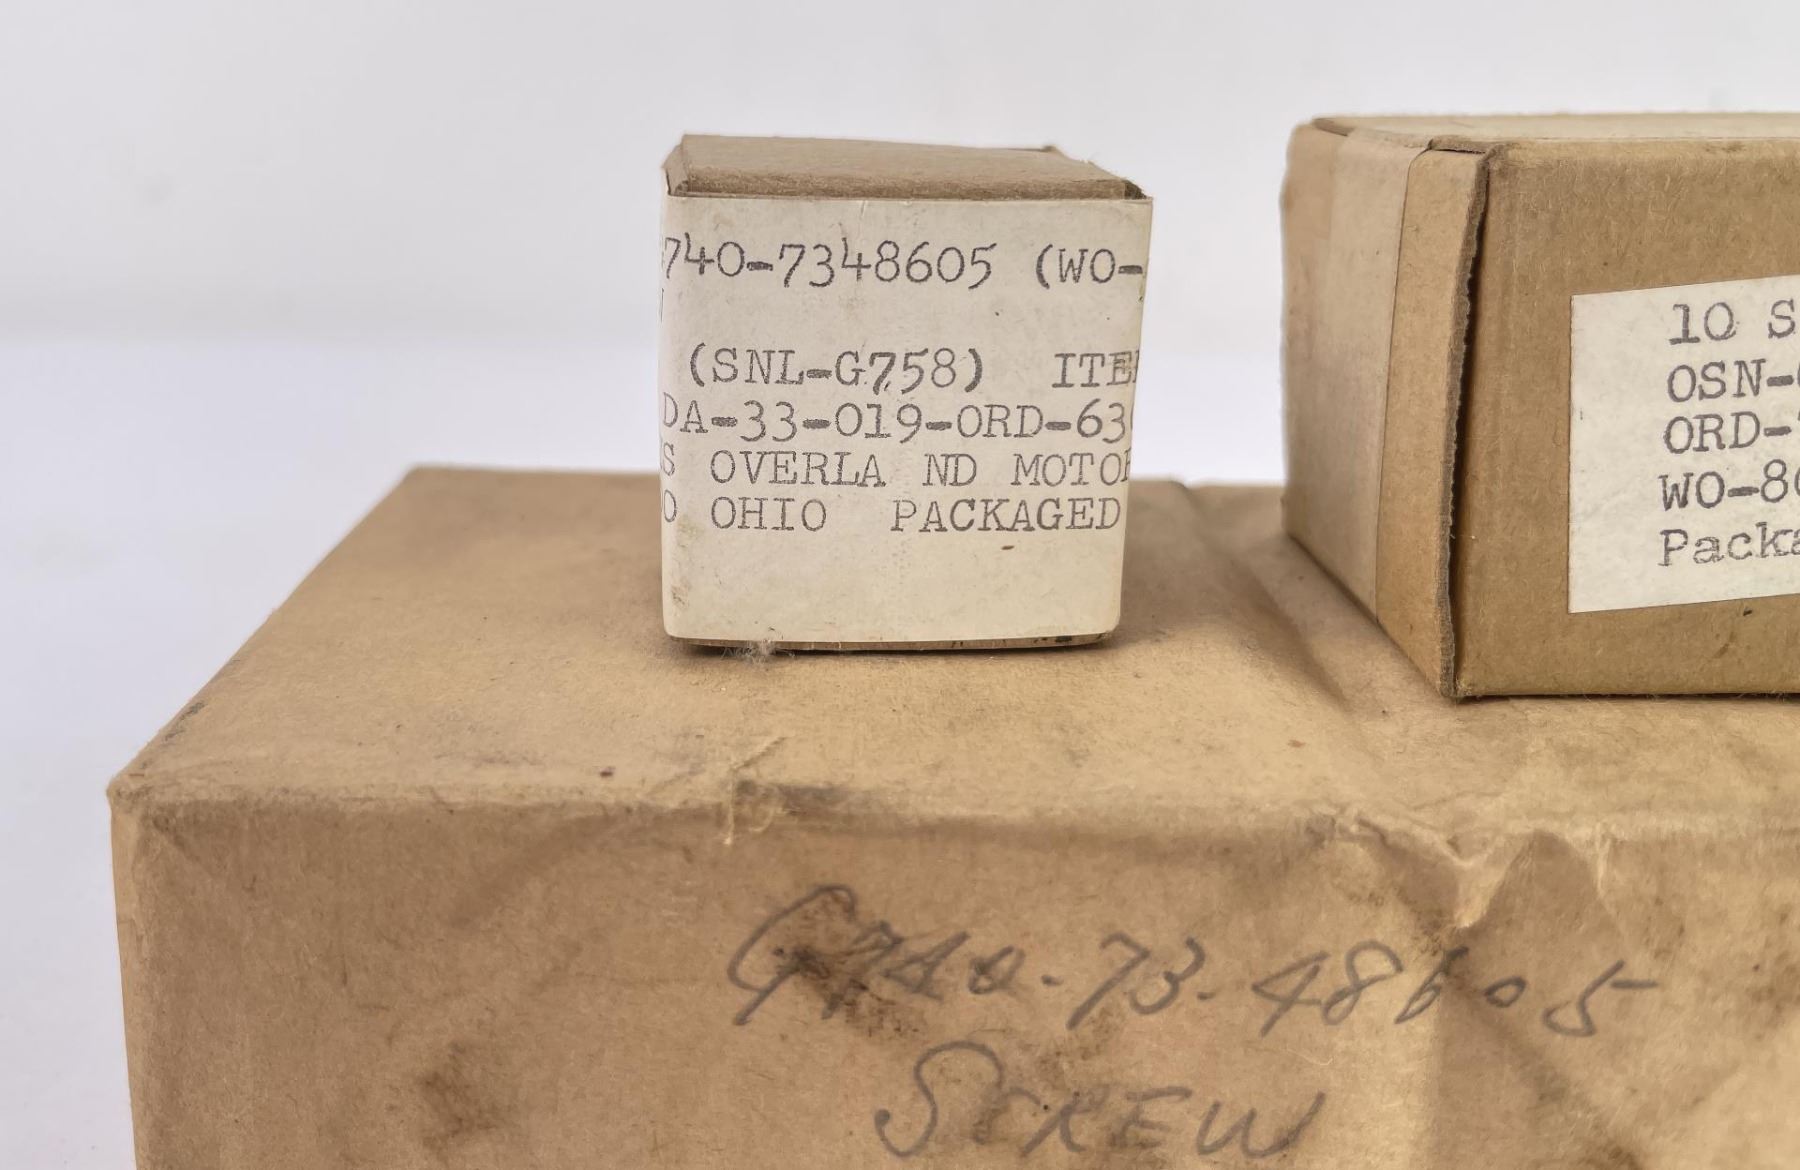 740-7348605 (WO-
(SNL-G758) ITE
DA-33-019-ORD-63
S OVERLA ND MOTOR
O OHIO PACKAGED
10 S
OSN-
ORD-
WO-8
Packa
G740-73-48605
SCREW